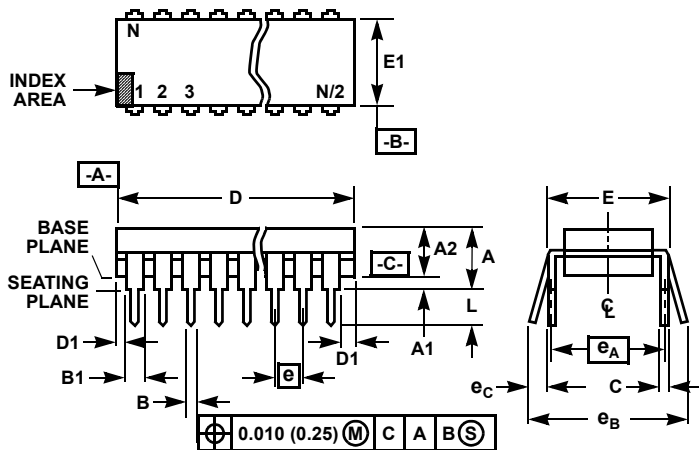 N
INDEX
AREA
1 2 3 N/2
E1
-B-
-A-
D
E
BASE
PLANE
A2
A
-C-
SEATING
PLANE
L
C̲L
D1
B1
A1
D1
e
eA
B
eC
C
eB
0.010 (0.25) Ⓜ C A B Ⓢ